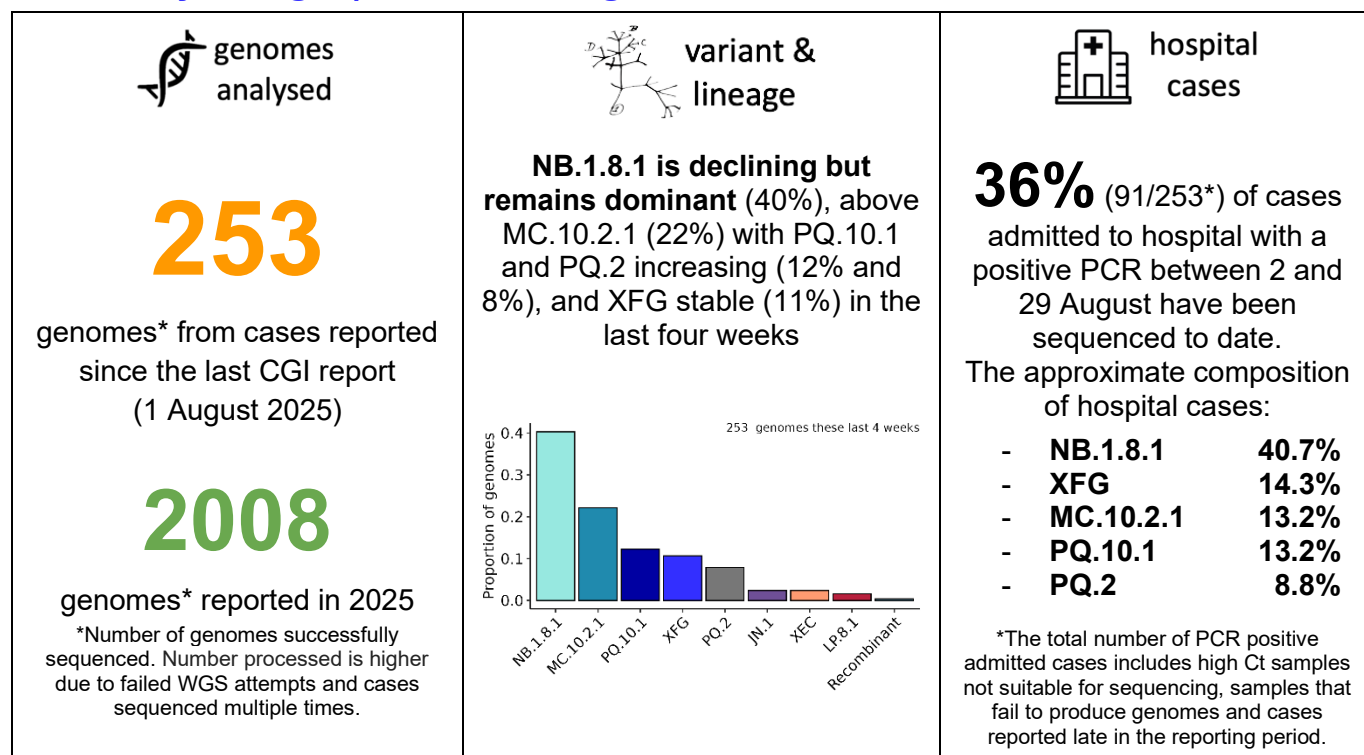 genomes
analysed
253
genomes* from cases reported
since the last CGI report
(1 August 2025)
2008
genomes* reported in 2025
*Number of genomes successfully
sequenced. Number processed is higher
due to failed WGS attempts and cases
sequenced multiple times.
variant &
lineage
NB.1.8.1 is declining but
remains dominant (40%), above
MC.10.2.1 (22%) with PQ.10.1
and PQ.2 increasing (12% and
8%), and XFG stable (11%) in the
last four weeks
253 genomes these last 4 weeks
Proportion of genomes
0.4
0.3
0.2
0.1
0.0
NB.1.8.1
MC.10.2.1
PQ.10.1
XFG
PQ.2
JN.1
XEC
LP.8.1
Recombinant
hospital
cases
36% (91/253*) of cases
admitted to hospital with a
positive PCR between 2 and
29 August have been
sequenced to date.
The approximate composition
of hospital cases:
- NB.1.8.1 40.7%
- XFG 14.3%
- MC.10.2.1 13.2%
- PQ.10.1 13.2%
- PQ.2 8.8%
*The total number of PCR positive
admitted cases includes high Ct samples
not suitable for sequencing, samples that
fail to produce genomes and cases
reported late in the reporting period.